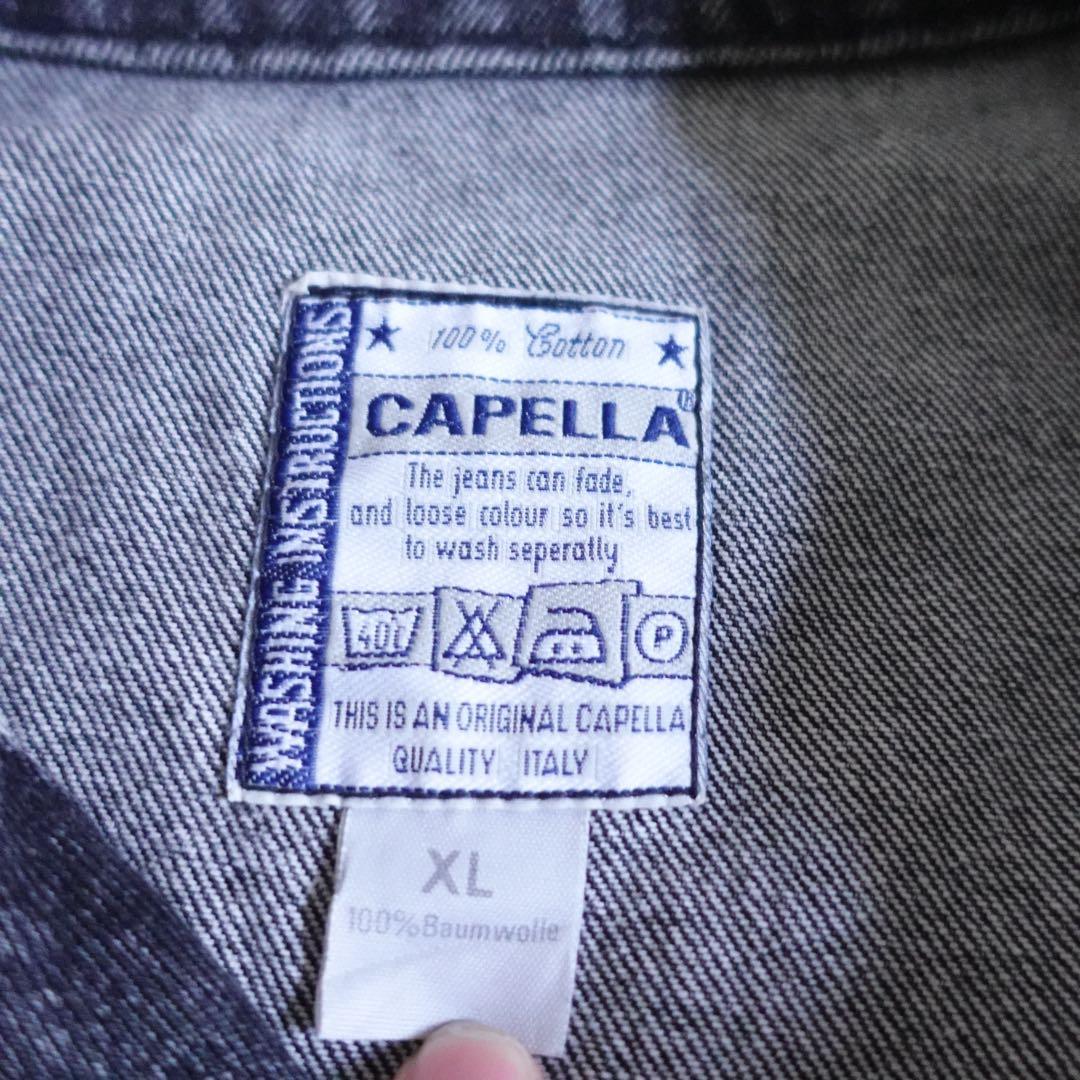 WASHING INSTRUCTIONS
100% Cotton
CAPELLA®
The jeans can fade,
and loose colour so it's best
to wash seperatly
40C
P
THIS IS AN ORIGINAL CAPELLA
QUALITY ITALY
XL
100%Baumwolle